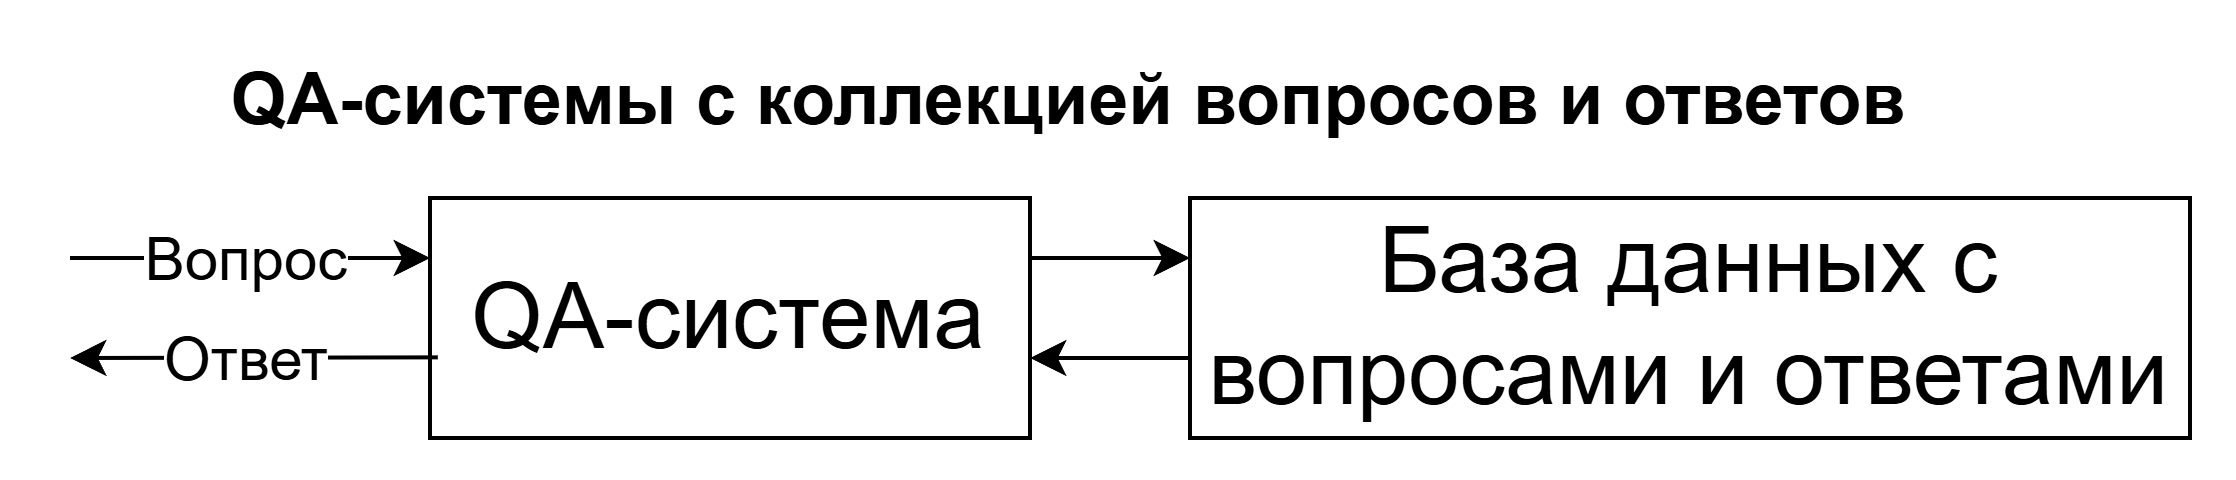 QA-системы с коллекцией вопросов и ответов
Вопрос
Ответ
QA-система
База данных с
вопросами и ответами